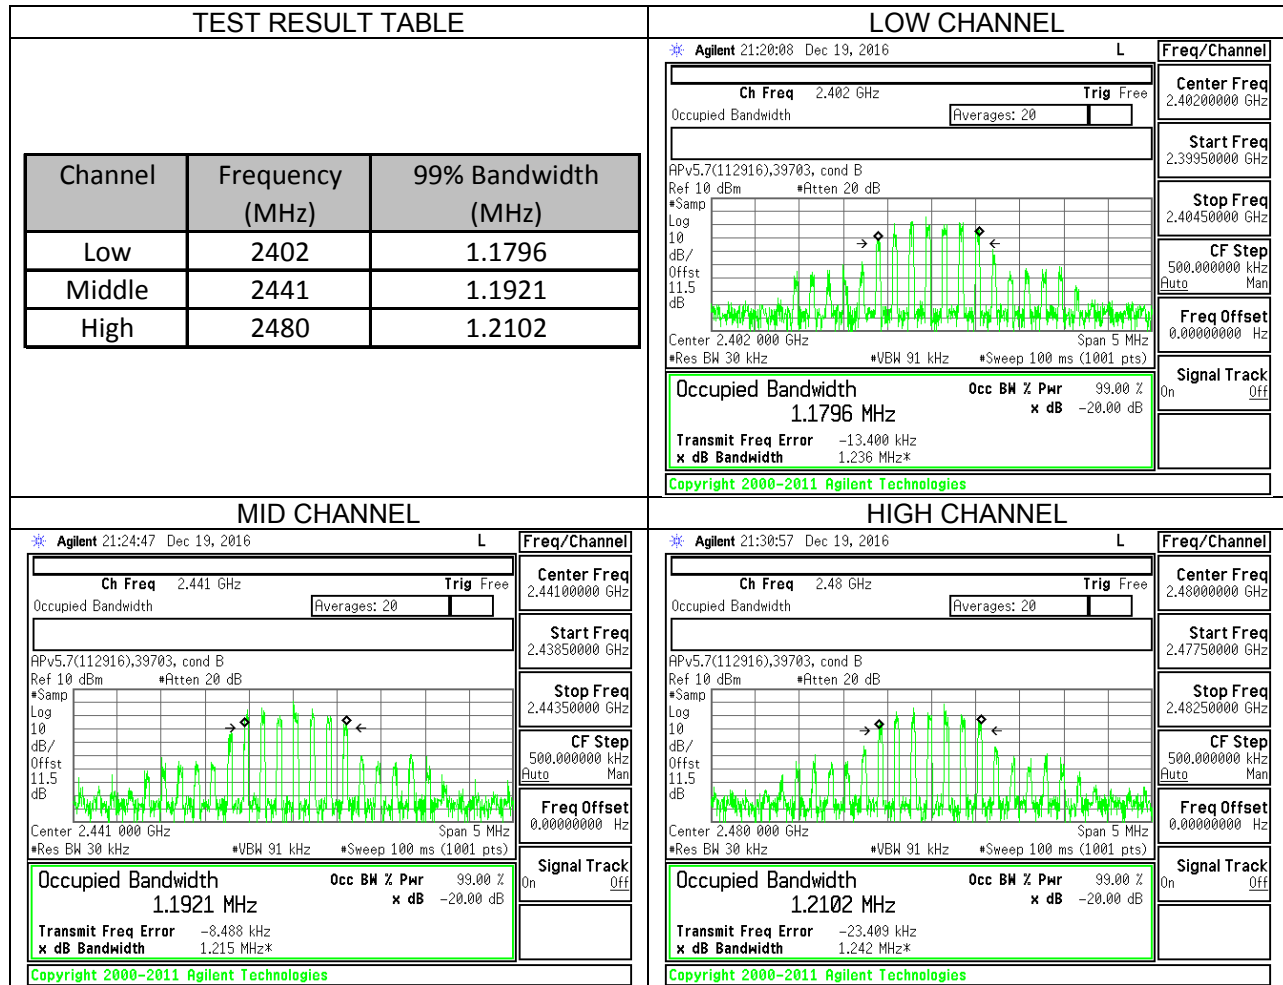 TEST RESULT TABLE
Channel Frequency (MHz) 99% Bandwidth (MHz)
Low 2402 1.1796
Middle 2441 1.1921
High 2480 1.2102
LOW CHANNEL
Agilent 21:20:08 Dec 19, 2016 L
Ch Freq 2.402 GHz Trig Free
Occupied Bandwidth Averages: 20
APv5.7(112916),39703, cond B
Ref 10 dBm #Atten 20 dB
#Samp
Log
10
dB/
Offst
11.5
dB
Center 2.402 000 GHz Span 5 MHz
#Res BW 30 kHz #VBW 91 kHz #Sweep 100 ms (1001 pts)
Occupied Bandwidth Occ BW % Pwr 99.00 %
1.1796 MHz x dB -20.00 dB
Transmit Freq Error -13.400 kHz
x dB Bandwidth 1.236 MHz*
Copyright 2000-2011 Agilent Technologies
Freq/Channel
Center Freq
2.40200000 GHz
Start Freq
2.39950000 GHz
Stop Freq
2.40450000 GHz
CF Step
500.000000 kHz
Auto Man
Freq Offset
0.00000000 Hz
Signal Track
On Off
MID CHANNEL
Agilent 21:24:47 Dec 19, 2016 L
Ch Freq 2.441 GHz Trig Free
Occupied Bandwidth Averages: 20
APv5.7(112916),39703, cond B
Ref 10 dBm #Atten 20 dB
#Samp
Log
10
dB/
Offst
11.5
dB
Center 2.441 000 GHz Span 5 MHz
#Res BW 30 kHz #VBW 91 kHz #Sweep 100 ms (1001 pts)
Occupied Bandwidth Occ BW % Pwr 99.00 %
1.1921 MHz x dB -20.00 dB
Transmit Freq Error -8.488 kHz
x dB Bandwidth 1.215 MHz*
Copyright 2000-2011 Agilent Technologies
Freq/Channel
Center Freq
2.44100000 GHz
Start Freq
2.43850000 GHz
Stop Freq
2.44350000 GHz
CF Step
500.000000 kHz
Auto Man
Freq Offset
0.00000000 Hz
Signal Track
On Off
HIGH CHANNEL
Agilent 21:30:57 Dec 19, 2016 L
Ch Freq 2.48 GHz Trig Free
Occupied Bandwidth Averages: 20
APv5.7(112916),39703, cond B
Ref 10 dBm #Atten 20 dB
#Samp
Log
10
dB/
Offst
11.5
dB
Center 2.480 000 GHz Span 5 MHz
#Res BW 30 kHz #VBW 91 kHz #Sweep 100 ms (1001 pts)
Occupied Bandwidth Occ BW % Pwr 99.00 %
1.2102 MHz x dB -20.00 dB
Transmit Freq Error -23.409 kHz
x dB Bandwidth 1.242 MHz*
Copyright 2000-2011 Agilent Technologies
Freq/Channel
Center Freq
2.48000000 GHz
Start Freq
2.47750000 GHz
Stop Freq
2.48250000 GHz
CF Step
500.000000 kHz
Auto Man
Freq Offset
0.00000000 Hz
Signal Track
On Off